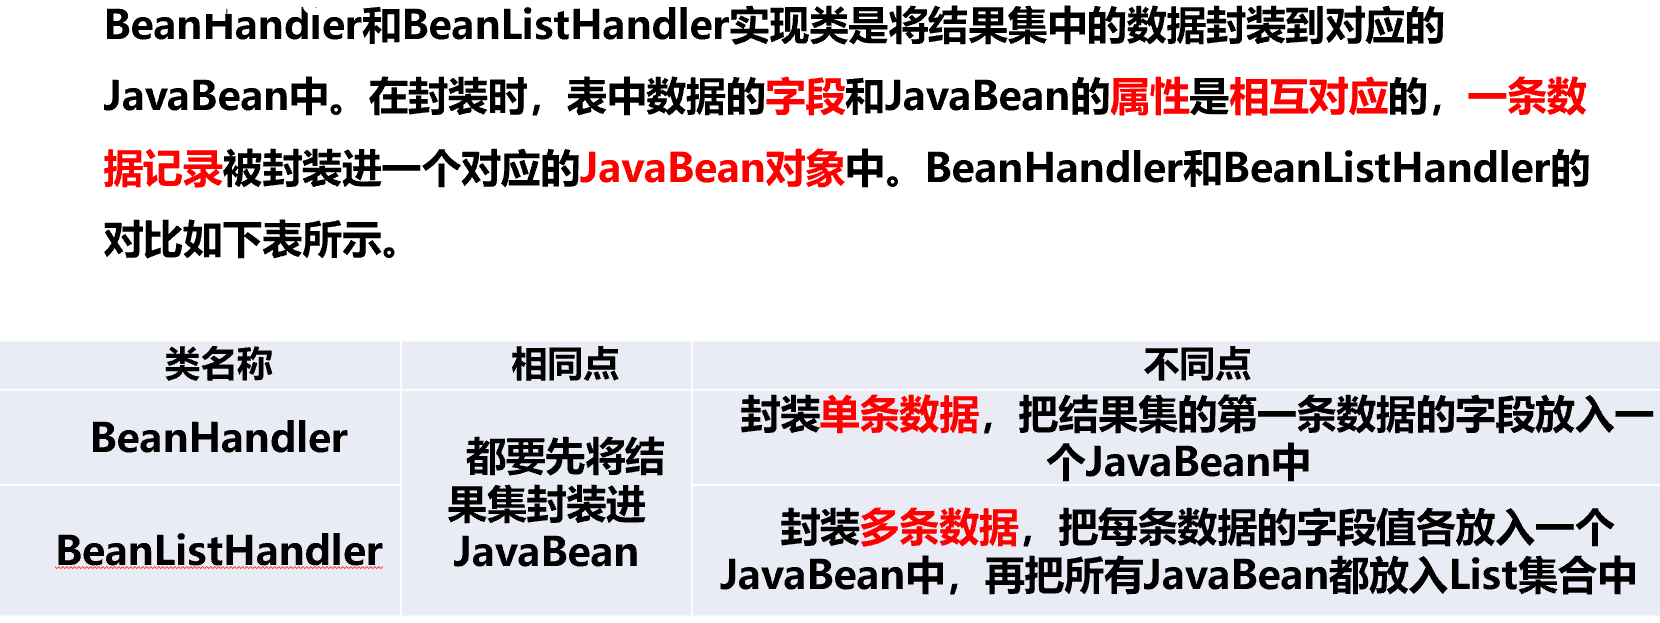 BeanHandler和BeanListHandler实现类是将结果集中的数据封装到对应的
JavaBean中。在封装时，表中数据的字段和JavaBean的属性是相互对应的，一条数
据记录被封装进一个对应的JavaBean对象中。BeanHandler和BeanListHandler的
对比如下表所示。
类名称
相同点
不同点
BeanHandler
都要先将结
果集封装进
JavaBean
封装单条数据，把结果集的第一条数据的字段放入一
个JavaBean中
BeanListHandler
封装多条数据，把每条数据的字段值各放入一个
JavaBean中，再把所有JavaBean都放入List集合中